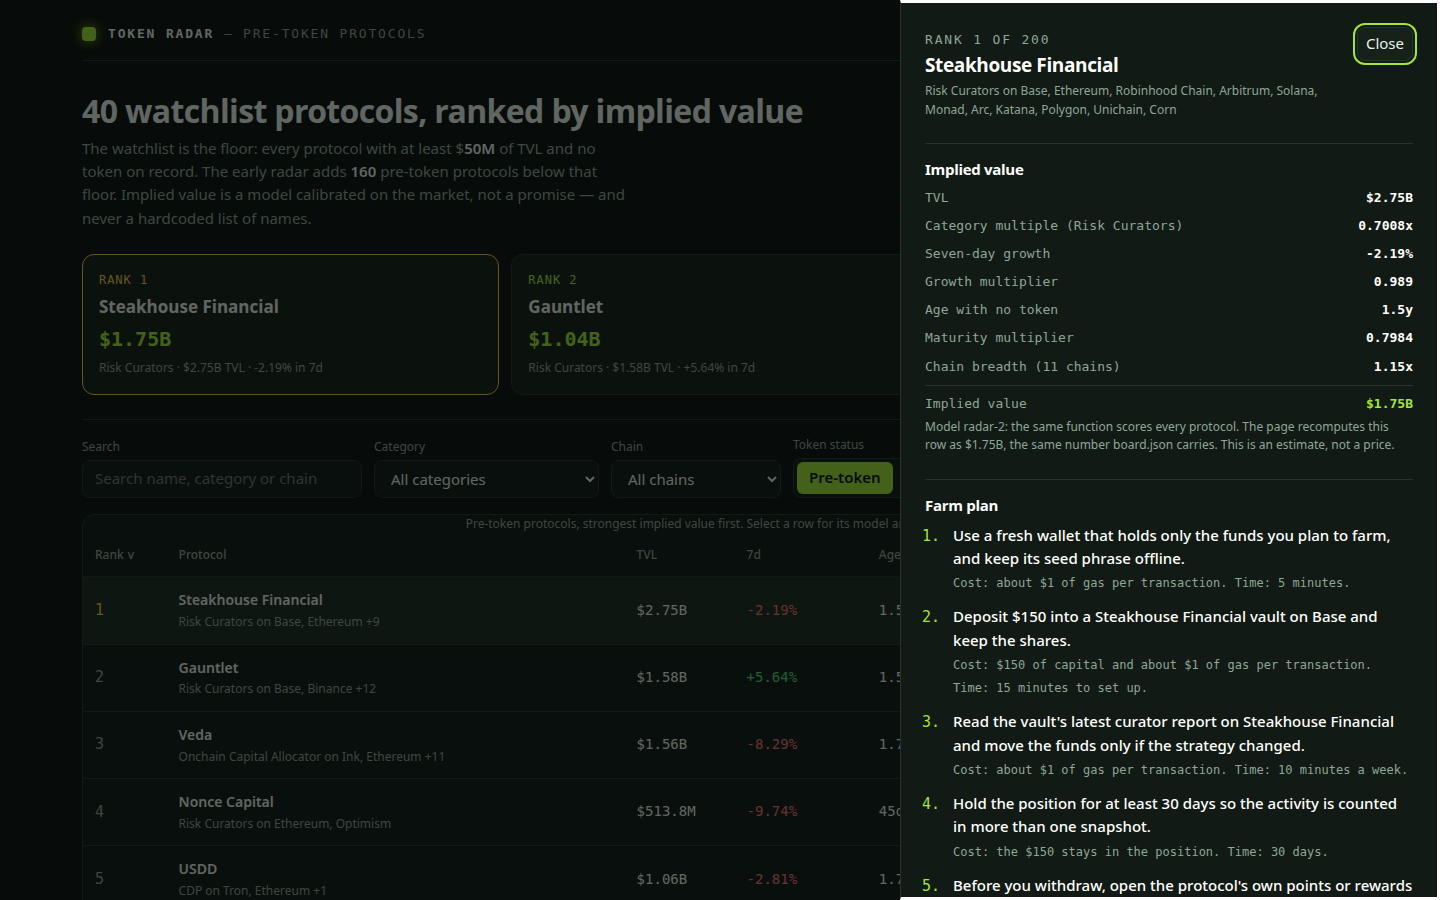 TOKEN RADAR — PRE-TOKEN PROTOCOLS
40 watchlist protocols, ranked by implied value
The watchlist is the floor: every protocol with at least $50M of TVL and no
token on record. The early radar adds 160 pre-token protocols below that
floor. Implied value is a model calibrated on the market, not a promise — and
never a hardcoded list of names.
RANK 1
Steakhouse Financial
$1.75B
Risk Curators · $2.75B TVL · -2.19% in 7d
RANK 2
Gauntlet
$1.04B
Risk Curators · $1.58B TVL · +5.64% in 7d
Search
Category
Chain
Token status
Search name, category or chain
All categories
All chains
Pre-token
Pre-token protocols, strongest implied value first. Select a row for its model a
Rank v
Protocol
TVL
7d
Age
1
Steakhouse Financial
Risk Curators on Base, Ethereum +9
$2.75B
-2.19%
1.5
2
Gauntlet
Risk Curators on Base, Binance +12
$1.58B
+5.64%
1.5
3
Veda
Onchain Capital Allocator on Ink, Ethereum +11
$1.56B
-8.29%
1.7
4
Nonce Capital
Risk Curators on Ethereum, Optimism
$513.8M
-9.74%
45d
5
USDD
CDP on Tron, Ethereum +1
$1.06B
-2.81%
1.7
RANK 1 OF 200
Close
Steakhouse Financial
Risk Curators on Base, Ethereum, Robinhood Chain, Arbitrum, Solana,
Monad, Arc, Katana, Polygon, Unichain, Corn
Implied value
TVL $2.75B
Category multiple (Risk Curators) 0.7008x
Seven-day growth -2.19%
Growth multiplier 0.989
Age with no token 1.5y
Maturity multiplier 0.7984
Chain breadth (11 chains) 1.15x
Implied value $1.75B
Model radar-2: the same function scores every protocol. The page recomputes this
row as $1.75B, the same number board.json carries. This is an estimate, not a price.
Farm plan
1. Use a fresh wallet that holds only the funds you plan to farm,
and keep its seed phrase offline.
Cost: about $1 of gas per transaction. Time: 5 minutes.
2. Deposit $150 into a Steakhouse Financial vault on Base and
keep the shares.
Cost: $150 of capital and about $1 of gas per transaction.
Time: 15 minutes to set up.
3. Read the vault's latest curator report on Steakhouse Financial
and move the funds only if the strategy changed.
Cost: about $1 of gas per transaction. Time: 10 minutes a week.
4. Hold the position for at least 30 days so the activity is counted
in more than one snapshot.
Cost: the $150 stays in the position. Time: 30 days.
5. Before you withdraw, open the protocol's own points or rewards